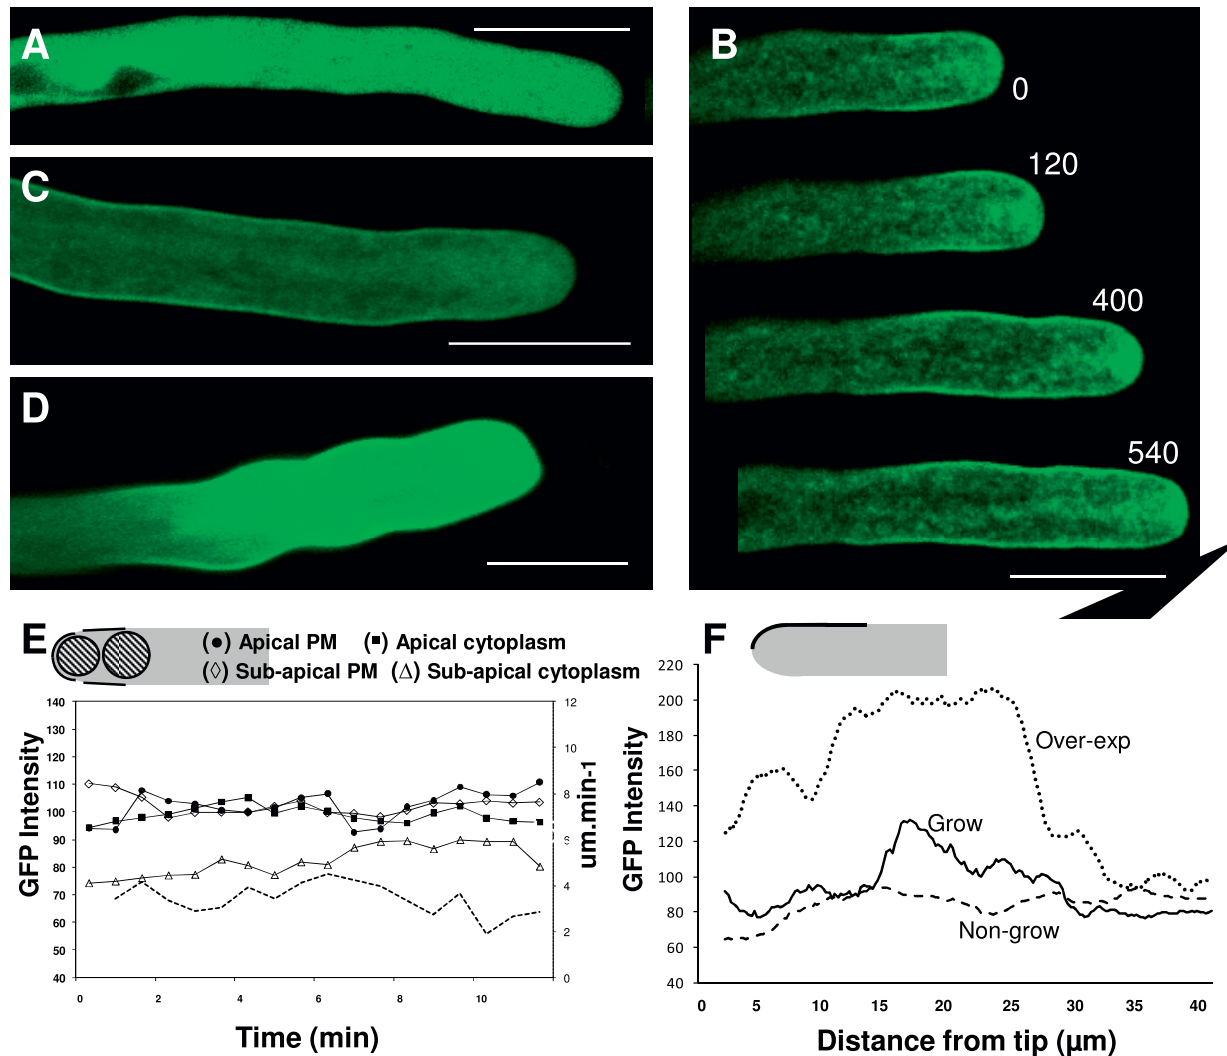 A
B
0
120
C
400
D
540
E
(●) Apical PM (■) Apical cytoplasm
(◇) Sub-apical PM (△) Sub-apical cytoplasm
GFP Intensity
140
130
120
110
100
90
80
70
60
50
40
12
10
8
6
4
2
0
um.min-1
0 2 4 6 8 10
Time (min)
F
GFP Intensity
220
200
180
160
140
120
100
80
60
40
Over-exp
Grow
Non-grow
0 5 10 15 20 25 30 35 40
Distance from tip (µm)